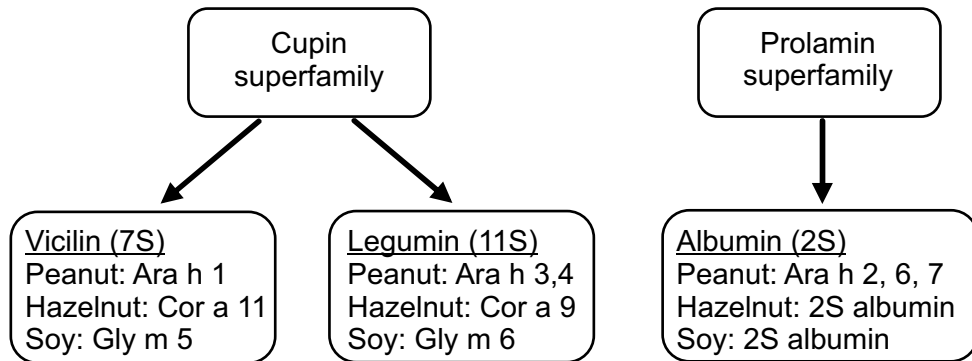 Cupin
superfamily
Prolamin
superfamily
Vicilin (7S)
Peanut: Ara h 1
Hazelnut: Cor a 11
Soy: Gly m 5
Legumin (11S)
Peanut: Ara h 3,4
Hazelnut: Cor a 9
Soy: Gly m 6
Albumin (2S)
Peanut: Ara h 2, 6, 7
Hazelnut: 2S albumin
Soy: 2S albumin